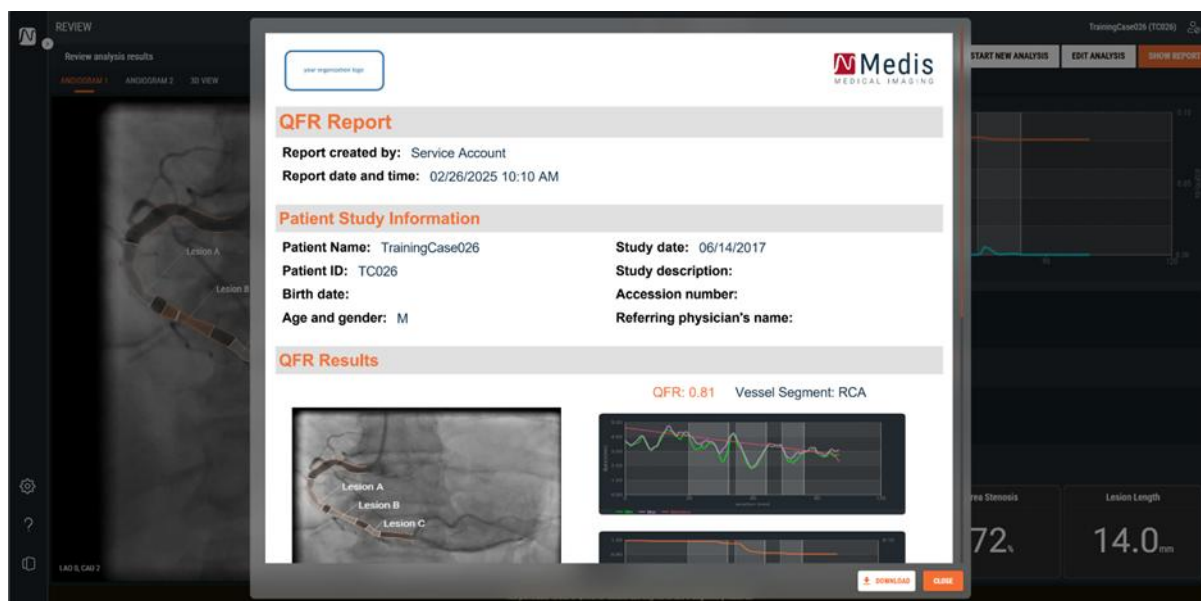 REVIEW
TrainingCase026 (TC026)
Review analysis results
START NEW ANALYSIS
EDIT ANALYSIS
SHOW REPORT
ANGIOGRAM 1
ANGIOGRAM 2
3D VIEW
your organization logo
Medis
MEDICAL IMAGING
QFR Report
Report created by: Service Account
Report date and time: 02/26/2025 10:10 AM
Patient Study Information
Patient Name: TrainingCase026
Study date: 06/14/2017
Patient ID: TC026
Study description:
Birth date:
Accession number:
Age and gender: M
Referring physician's name:
QFR Results
QFR: 0.81 Vessel Segment: RCA
Lesion A
Lesion B
Lesion C
Lesion A
Lesion B
Area Stenosis
72%
Lesion Length
14.0 mm
LAO 0, CAU 2
DOWNLOAD
CLOSE